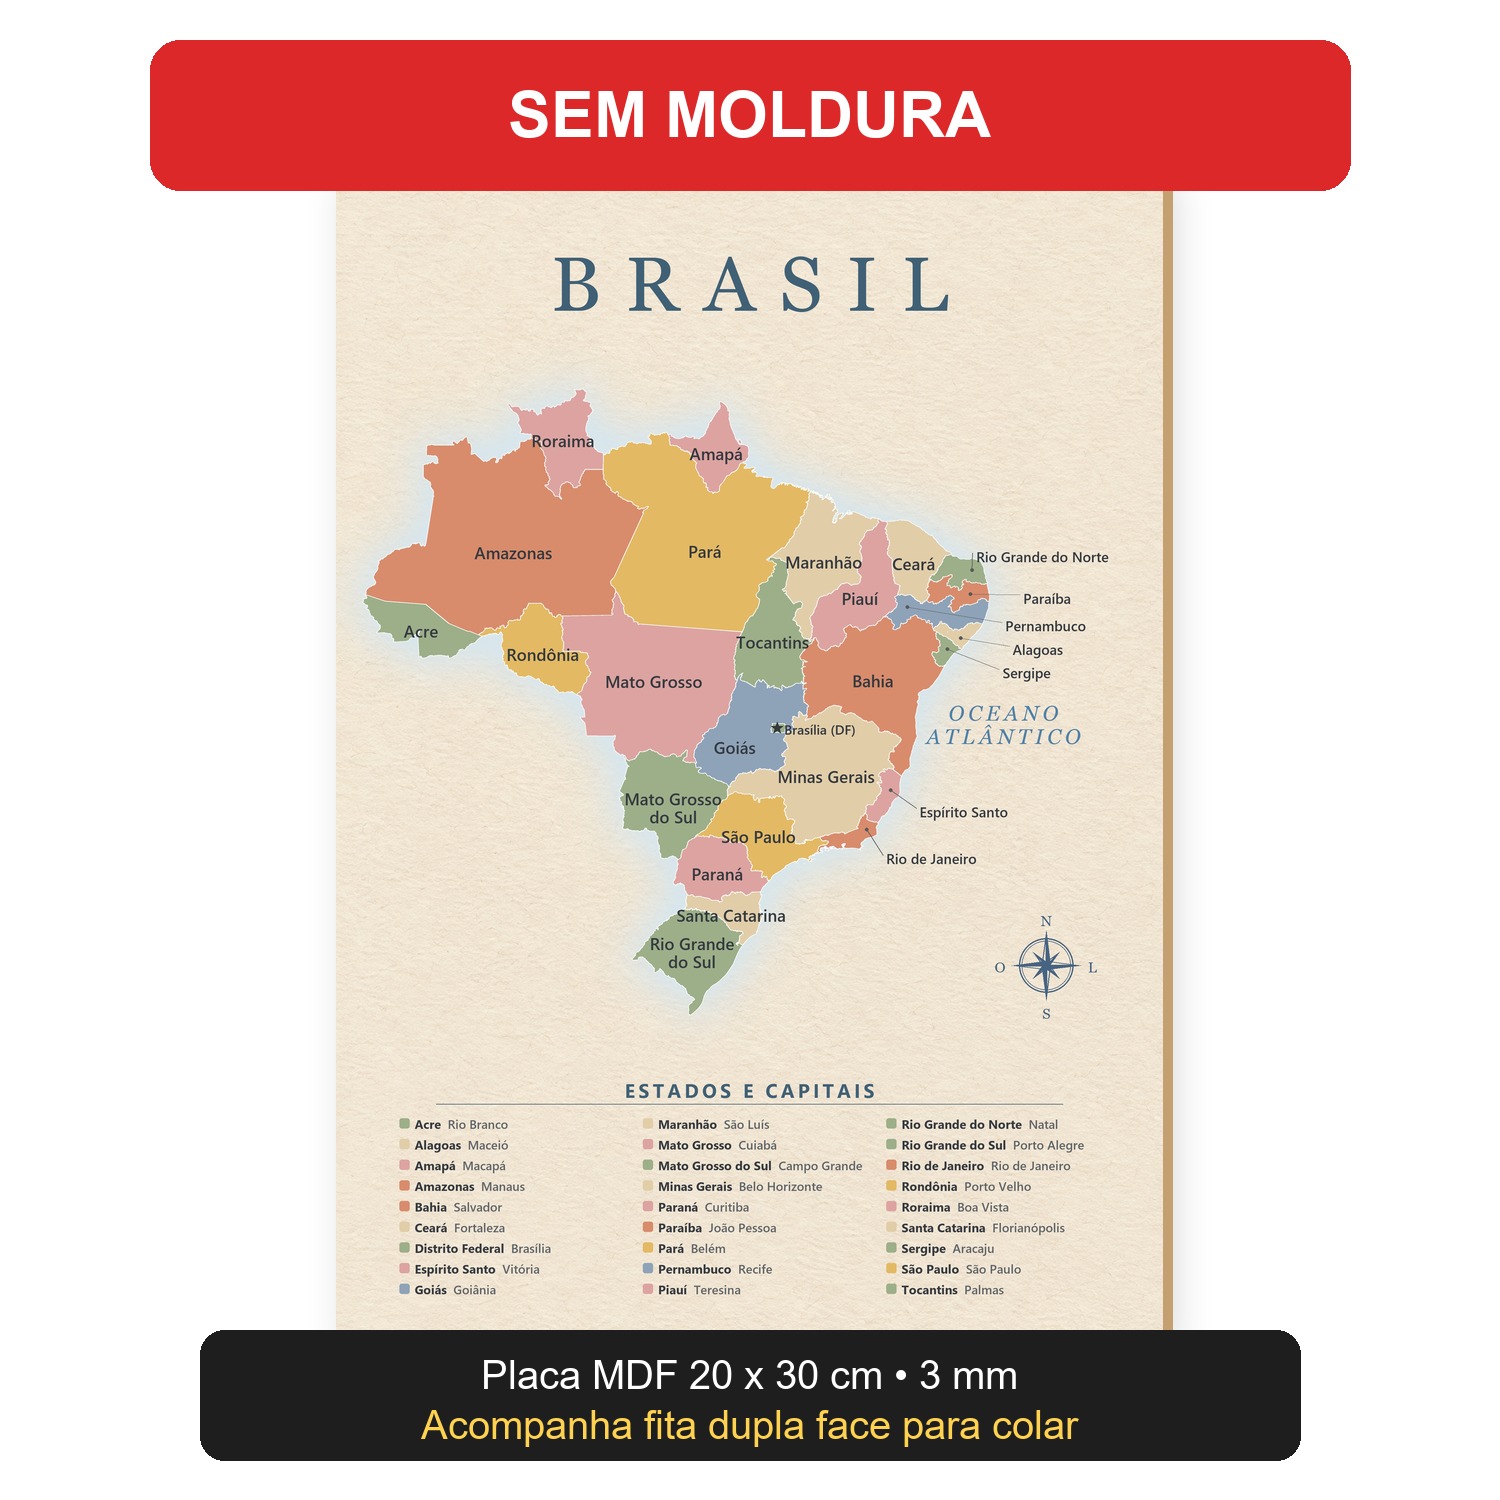 SEM MOLDURA
BRASIL
Roraima
Amapá
Amazonas
Pará
Maranhão
Ceará
Rio Grande do Norte
Piauí
Paraíba
Acre
Pernambuco
Rondônia
Tocantins
Alagoas
Mato Grosso
Bahia
Sergipe
OCEANO
ATLÂNTICO
Brasília (DF)
Goiás
Minas Gerais
Mato Grosso
do Sul
Espírito Santo
São Paulo
Rio de Janeiro
Paraná
Santa Catarina
Rio Grande
do Sul
N
O L
S
ESTADOS E CAPITAIS
Acre Rio Branco
Alagoas Maceió
Amapá Macapá
Amazonas Manaus
Bahia Salvador
Ceará Fortaleza
Distrito Federal Brasília
Espírito Santo Vitória
Goiás Goiânia
Maranhão São Luís
Mato Grosso Cuiabá
Mato Grosso do Sul Campo Grande
Minas Gerais Belo Horizonte
Paraná Curitiba
Paraíba João Pessoa
Pará Belém
Pernambuco Recife
Piauí Teresina
Rio Grande do Norte Natal
Rio Grande do Sul Porto Alegre
Rio de Janeiro Rio de Janeiro
Rondônia Porto Velho
Roraima Boa Vista
Santa Catarina Florianópolis
Sergipe Aracaju
São Paulo São Paulo
Tocantins Palmas
Placa MDF 20 x 30 cm • 3 mm
Acompanha fita dupla face para colar